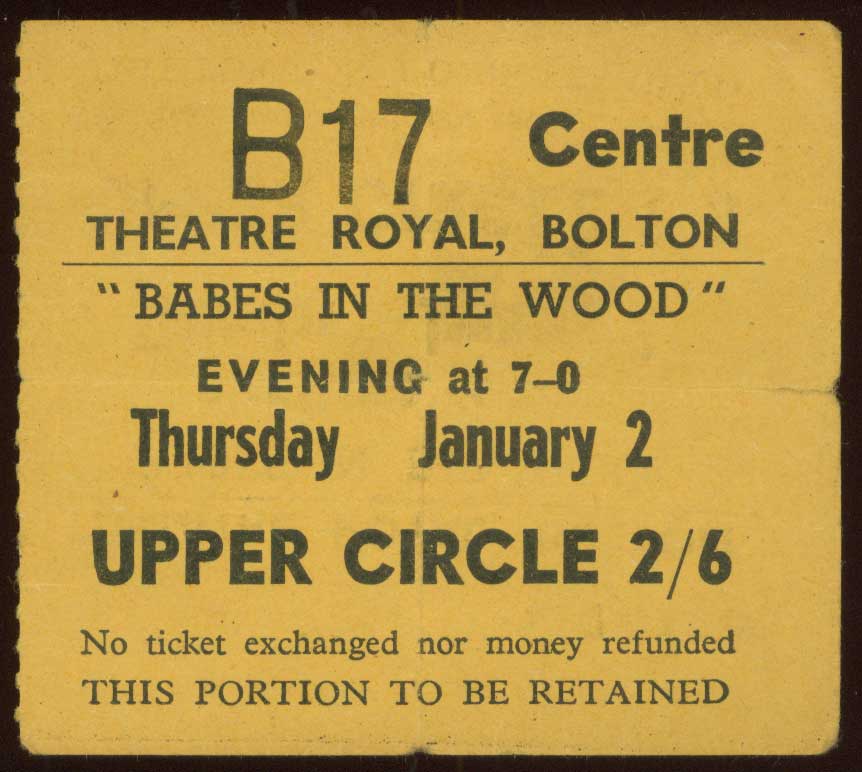 B17 Centre
THEATRE ROYAL, BOLTON
"BABES IN THE WOOD"
EVENING at 7–0
Thursday January 2
UPPER CIRCLE 2/6
No ticket exchanged nor money refunded
THIS PORTION TO BE RETAINED